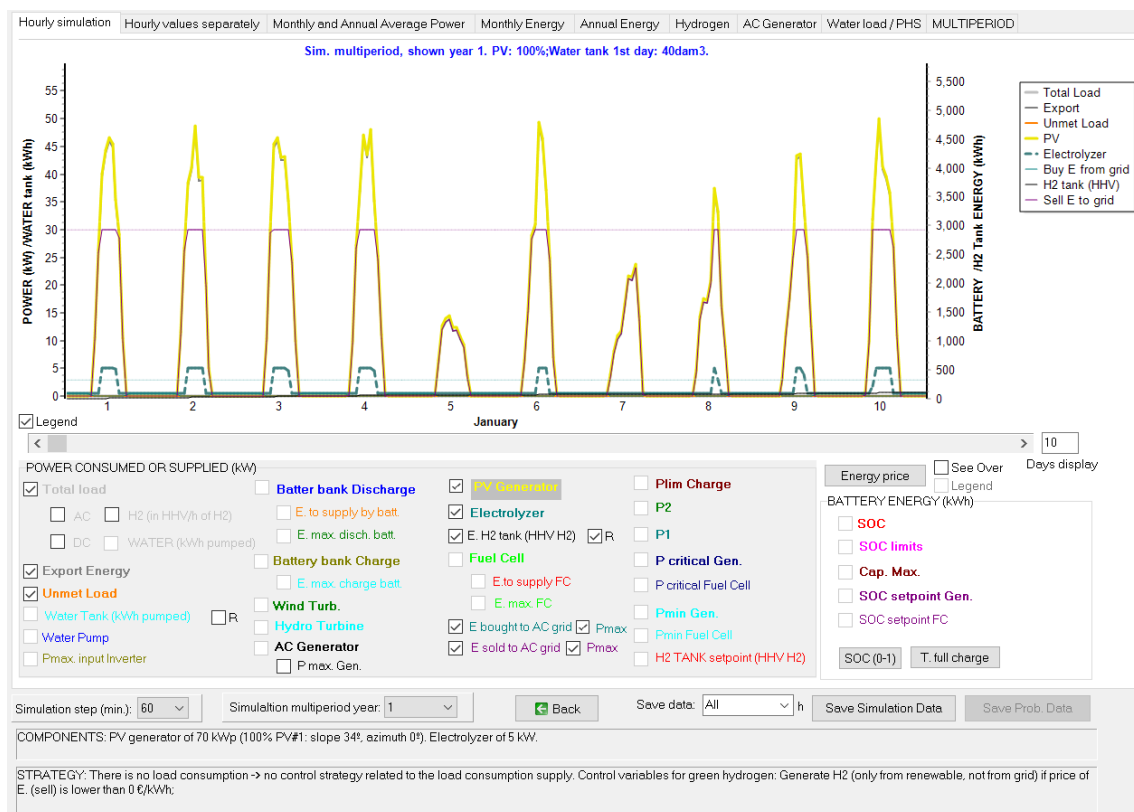 Hourly simulation Hourly values separately Monthly and Annual Average Power Monthly Energy Annual Energy Hydrogen AC Generator Water load / PHS MULTIPERIOD
Sim. multiperiod, shown year 1. PV: 100%;Water tank 1st day: 40dam3.
POWER (kW) /WATER tank (kWh)
55
50
45
40
35
30
25
20
15
10
5
0
5,500
5,000
4,500
4,000
3,500
3,000
2,500
2,000
1,500
1,000
500
0
BATTERY /H2 Tank ENERGY (kWh)
Total Load
Export
Unmet Load
PV
Electrolyzer
Buy E from grid
H2 tank (HHV)
Sell E to grid
1 2 3 4 5 6 7 8 9 10
January
Legend
< > 10
Days display
POWER CONSUMED OR SUPPLIED (kW)
Total load
AC H2 (in HHV/h of H2)
DC WATER (kWh pumped)
Export Energy
Unmet Load
Water Tank (kWh pumped) R
Water Pump
Pmax. input Inverter
Batter bank Discharge
E. to supply by batt.
E. max. disch. batt.
Battery bank Charge
E. max. charge batt.
Wind Turb.
Hydro Turbine
AC Generator
P max. Gen.
PV Generator
Electrolyzer
E. H2 tank (HHV H2) R
Fuel Cell
E.to supply FC
E. max. FC
E bought to AC grid Pmax
E sold to AC grid Pmax
Plim Charge
P2
P1
P critical Gen.
P critical Fuel Cell
Pmin Gen.
Pmin Fuel Cell
H2 TANK setpoint (HHV H2)
Energy price See Over
Legend
BATTERY ENERGY (kWh)
SOC
SOC limits
Cap. Max.
SOC setpoint Gen.
SOC setpoint FC
SOC (0-1) T. full charge
Simulation step (min.): 60 Simulaltion multiperiod year: 1 Back Save data: All h Save Simulation Data Save Prob. Data
COMPONENTS: PV generator of 70 kWp (100% PV#1: slope 34º, azimuth 0º). Electrolyzer of 5 kW.
STRATEGY: There is no load consumption -> no control strategy related to the load consumption supply. Control variables for green hydrogen: Generate H2 (only from renewable, not from grid) if price of
E. (sell) is lower than 0 €/kWh;